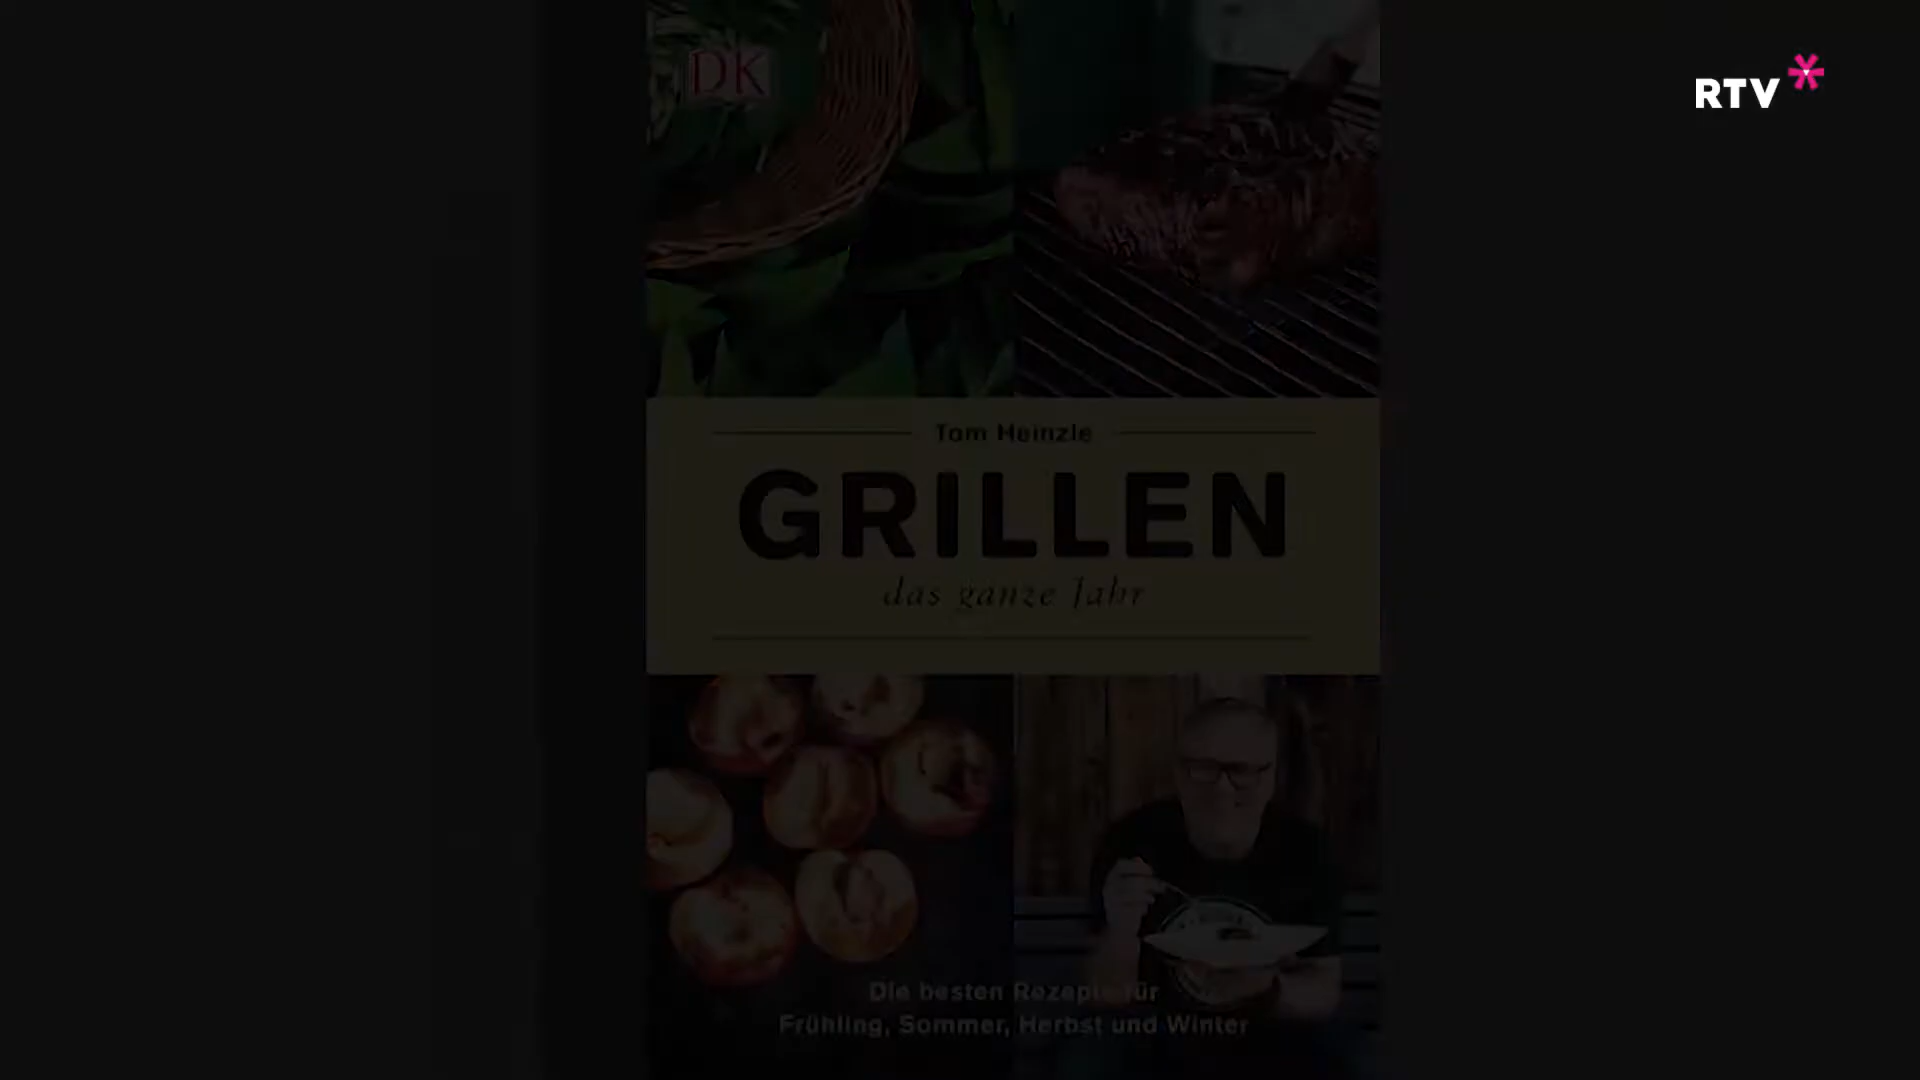 DK
RTV
Tom Heinzle
GRILLEN
das ganze Jahr
Die besten Rezepte für
Frühling, Sommer, Herbst und Winter